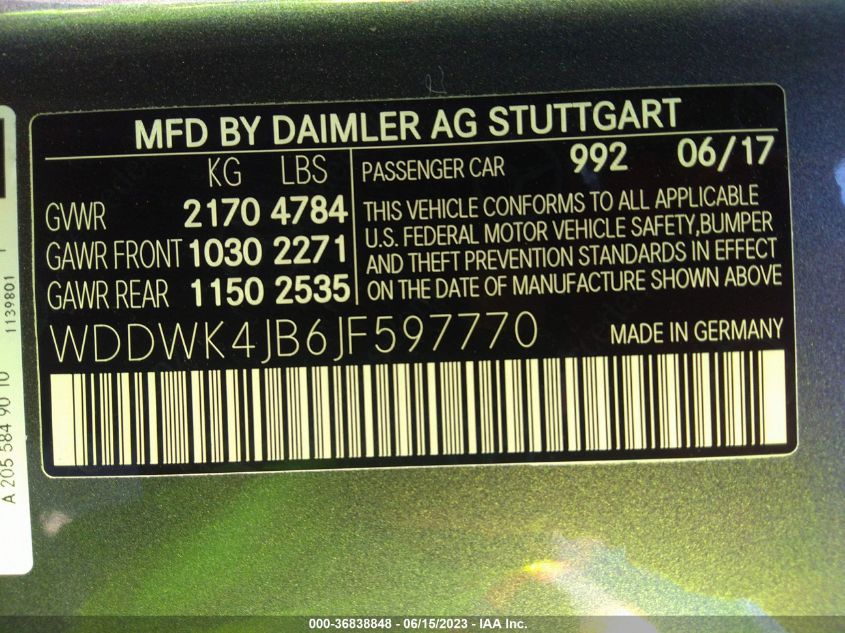 MFD BY DAIMLER AG STUTTGART
KG LBS
GVWR 2170 4784
GAWR FRONT 1030 2271
GAWR REAR 1150 2535
PASSENGER CAR 992 06/17
THIS VEHICLE CONFORMS TO ALL APPLICABLE
U.S. FEDERAL MOTOR VEHICLE SAFETY,BUMPER
AND THEFT PREVENTION STANDARDS IN EFFECT
ON THE DATE OF MANUFACTURE SHOWN ABOVE
WDDWK4JB6JF597770
MADE IN GERMANY
A 205 584 90 10
1139801
000-36838848 - 06/15/2023 - IAA Inc.